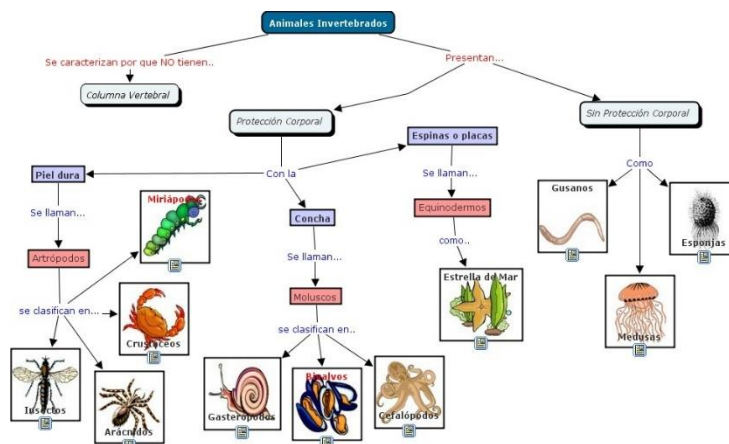 Animales Invertebrados
Se caracterizan por que NO tienen..
Presentan...
Columna Vertebral
Protección Corporal
Sin Protección Corporal
Espinas o placas
Piel dura
Con la
Como
Se llaman...
Miriápodos
Concha
Se llaman...
Gusanos
Esponjas
Equinodermos
Artrópodos
Se llaman...
como..
Estrella de Mar
Moluscos
se clasifican en...
Crustáceos
se clasifican en..
Medusas
Insectos
Arácnidos
Gasterópodos
Bivalvos
Cefalópodos